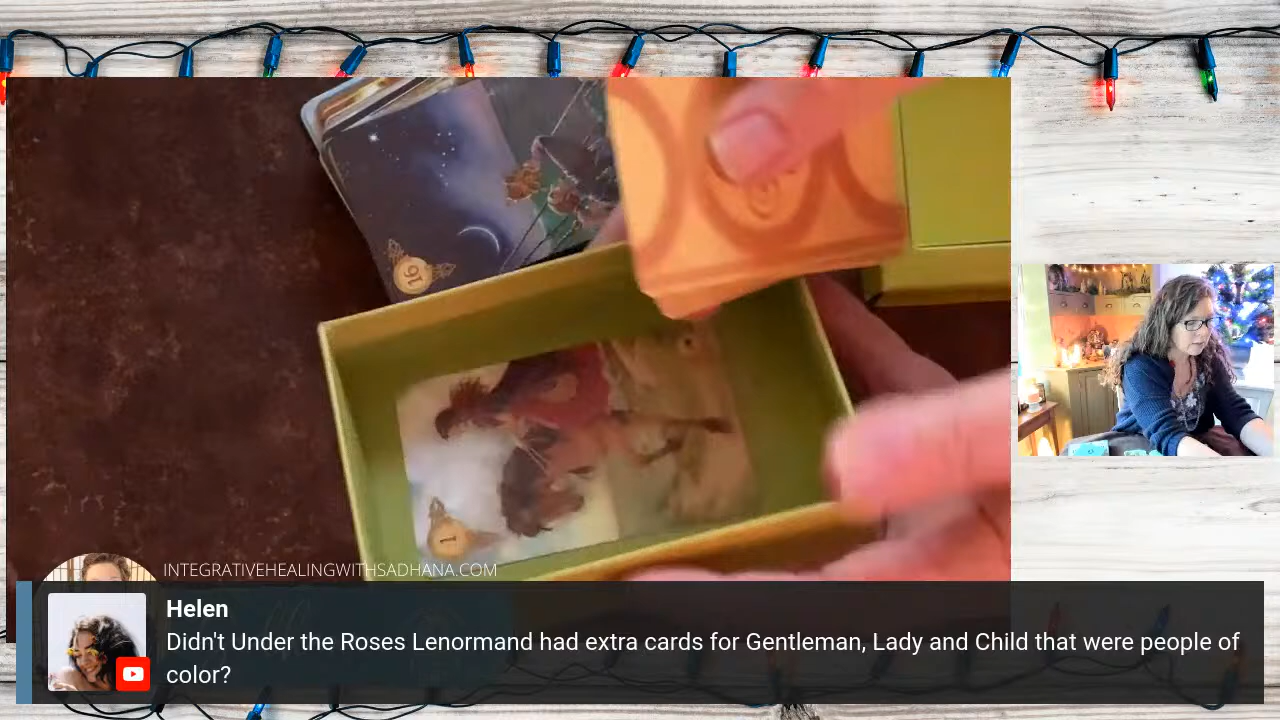 16
1
INTEGRATIVEHEALINGWITHSADHANA.COM
Helen
Didn't Under the Roses Lenormand had extra cards for Gentleman, Lady and Child that were people of
color?